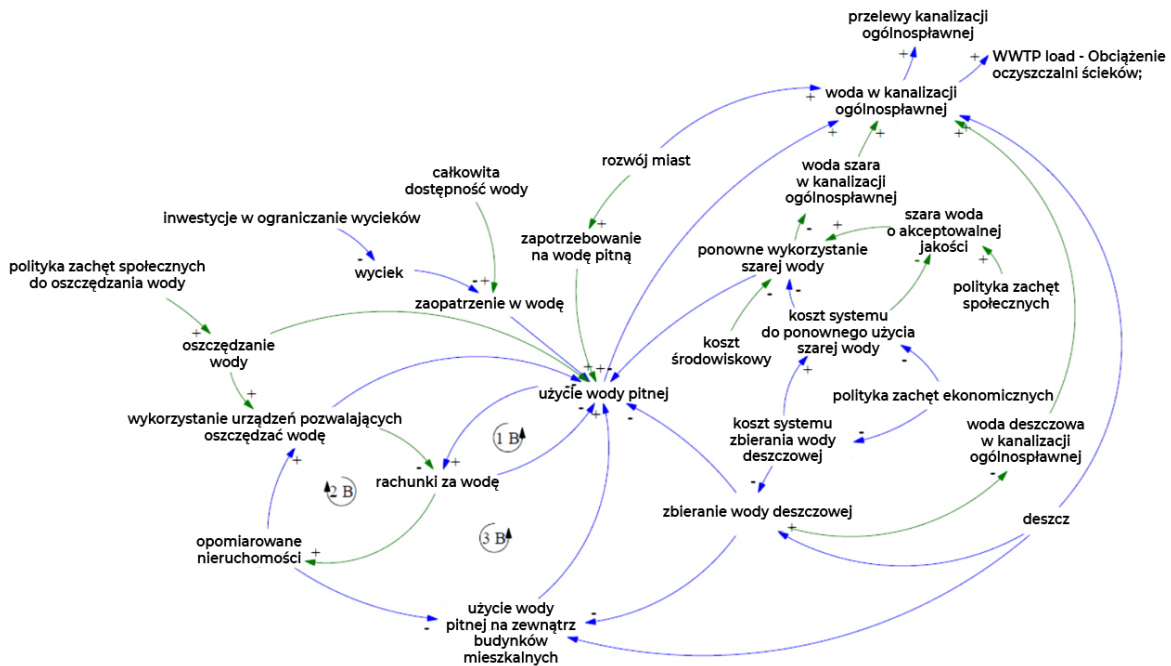 przelewy kanalizacji
ogólnospławnej
WWTP load - Obciążenie
oczyszczalni ścieków;
woda w kanalizacji
ogólnospławnej
rozwój miast
woda szara
w kanalizacji
ogólnospławnej
całkowita
dostępność wody
inwestycje w ograniczanie wycieków
zapotrzebowanie
na wodę pitną
szara woda
o akceptowalnej
jakości
ponowne wykorzystanie
szarej wody
polityka zachęt społecznych
do oszczędzania wody
wyciek
zaopatrzenie w wodę
polityka zachęt
społecznych
koszt
środowiskowy
koszt systemu
do ponownego użycia
szarej wody
oszczędzanie
wody
użycie wody pitnej
polityka zachęt ekonomicznych
wykorzystanie urządzeń pozwalających
oszczędzać wodę
koszt systemu
zbierania wody
deszczowej
woda deszczowa
w kanalizacji
ogólnospławnej
1 B
rachunki za wodę
2 B
zbieranie wody deszczowej
deszcz
3 B
opomiarowane
nieruchomości
użycie wody
pitnej na zewnątrz
budynków
mieszkalnych